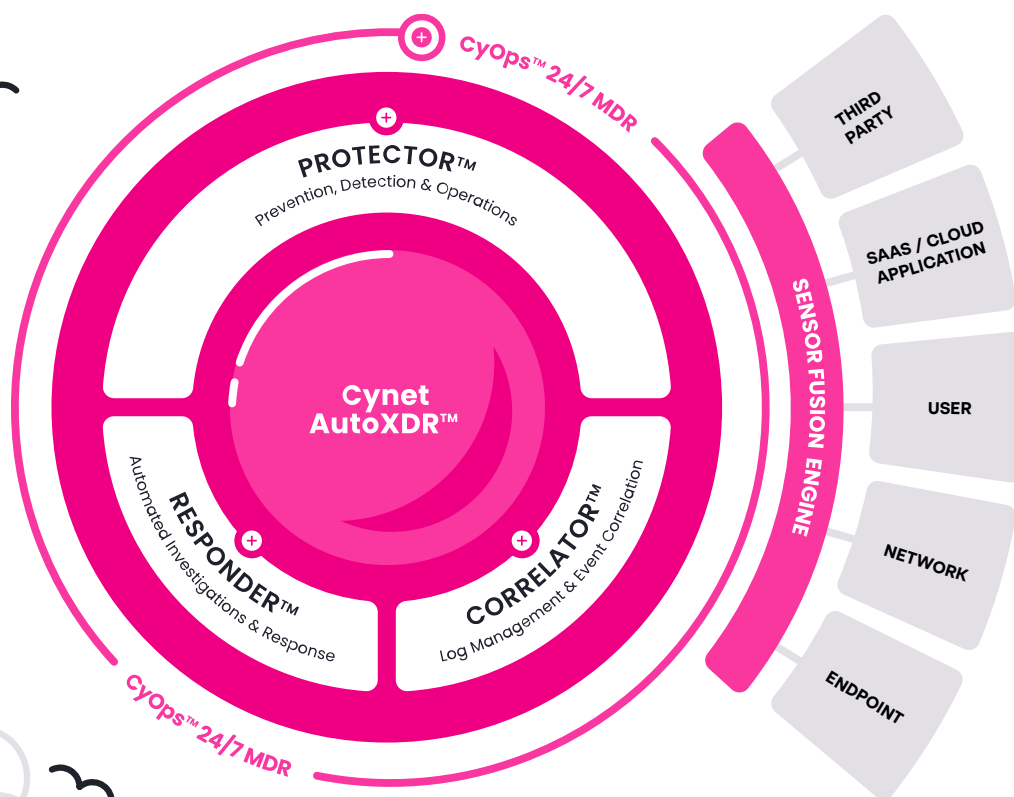 CyOps™ 24/7 MDR
PROTECTOR™
Prevention, Detection & Operations
Cynet
AutoXDR™
RESPONDER™
Automated Investigations & Response
CORRELATOR™
Log Management & Event Correlation
CyOps™ 24/7 MDR
SENSOR FUSION ENGINE
THIRD
PARTY
SAAS / CLOUD
APPLICATION
USER
NETWORK
ENDPOINT